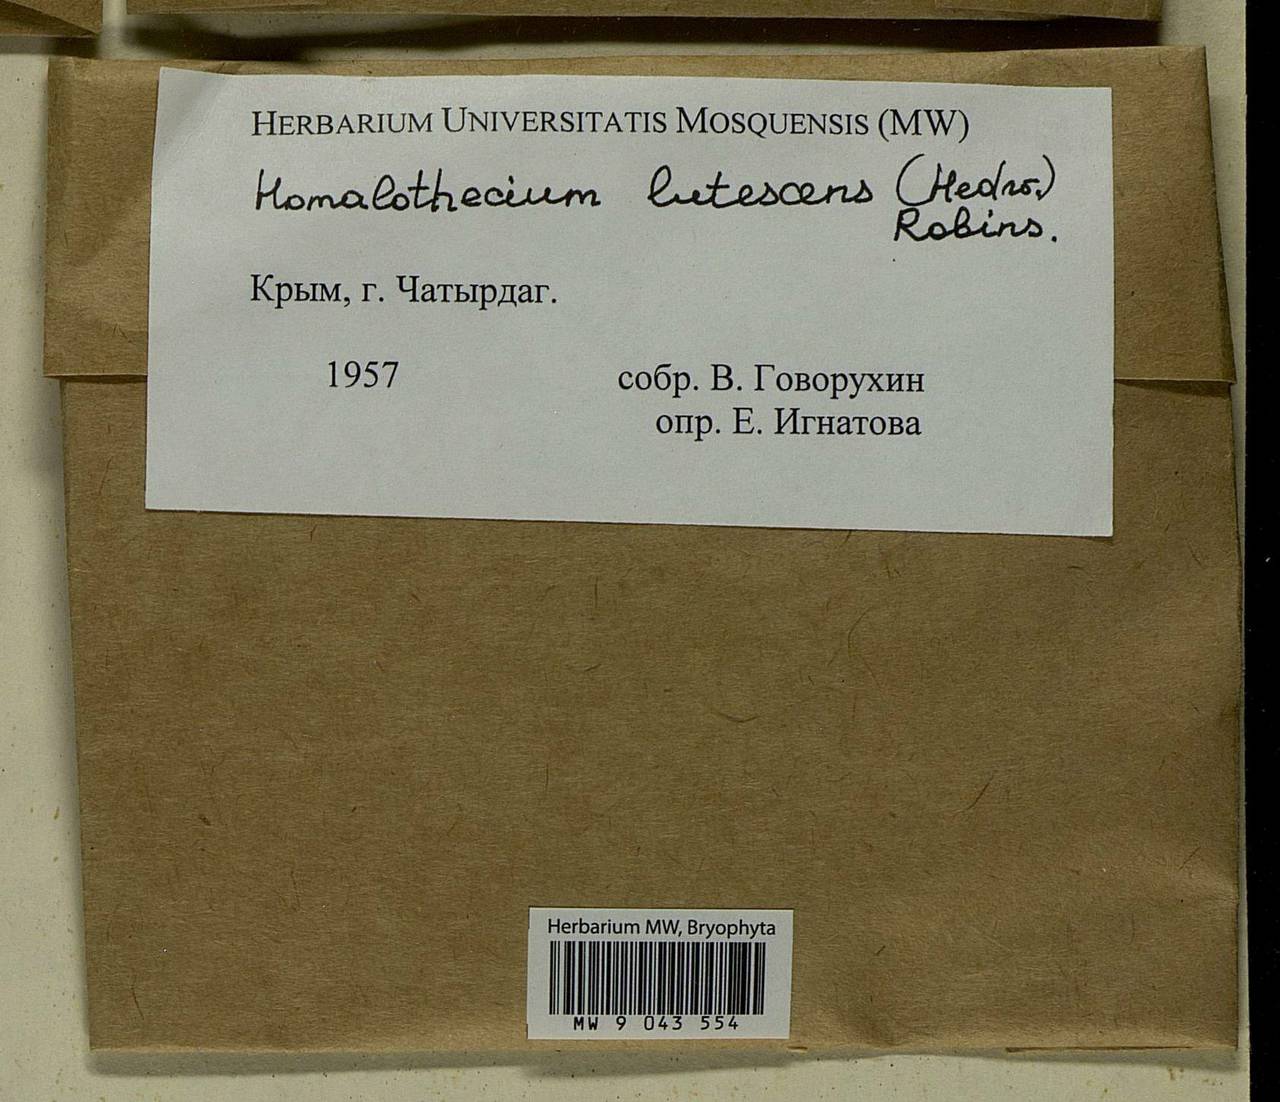 HERBARIUM UNIVERSITATIS MOSQUENSIS (MW)
Homalothecium lutescens (Hedw.)
Robins.
Крым, г. Чатырдаг.
1957 собр. В. Говорухин
опр. Е. Игнатова
Herbarium MW, Bryophyta
MW 9 043 554